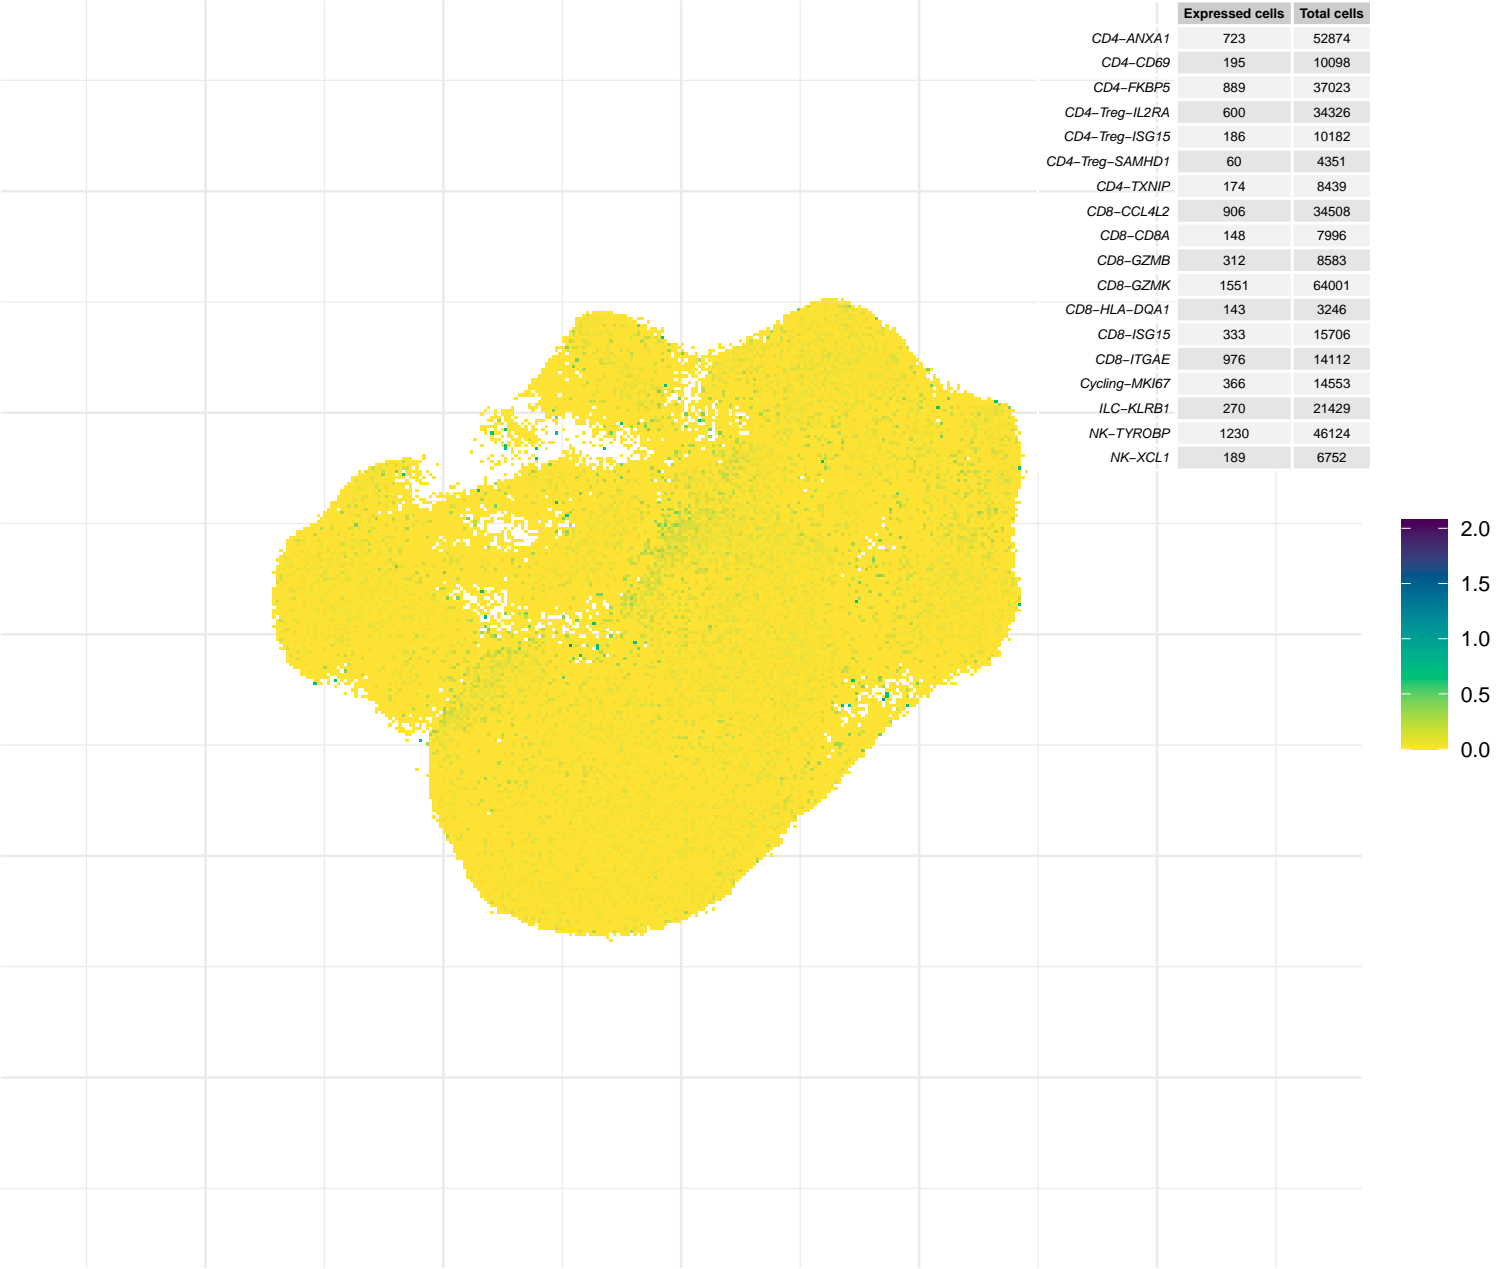 Expressed cells Total cells
CD4−ANXA1 723 52874
CD4−CD69 195 10098
CD4−FKBP5 889 37023
CD4−Treg−IL2RA 600 34326
CD4−Treg−ISG15 186 10182
CD4−Treg−SAMHD1 60 4351
CD4−TXNIP 174 8439
CD8−CCL4L2 906 34508
CD8−CD8A 148 7996
CD8−GZMB 312 8583
CD8−GZMK 1551 64001
CD8−HLA−DQA1 143 3246
CD8−ISG15 333 15706
CD8−ITGAE 976 14112
Cycling−MKI67 366 14553
ILC−KLRB1 270 21429
NK−TYROBP 1230 46124
NK−XCL1 189 6752
2.0
1.5
1.0
0.5
0.0